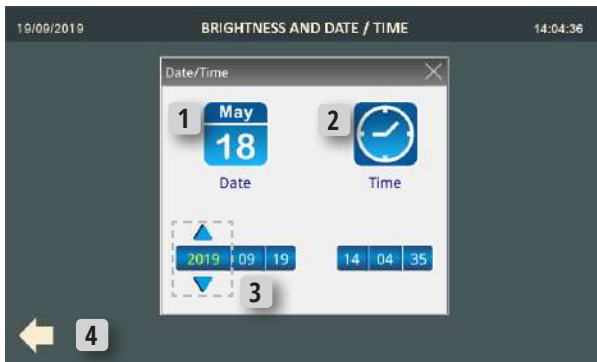 19/09/2019 BRIGHTNESS AND DATE / TIME 14:04:36
Date/Time
1 May 18 2
Date Time
2019 09 19 14 04 35
3
4